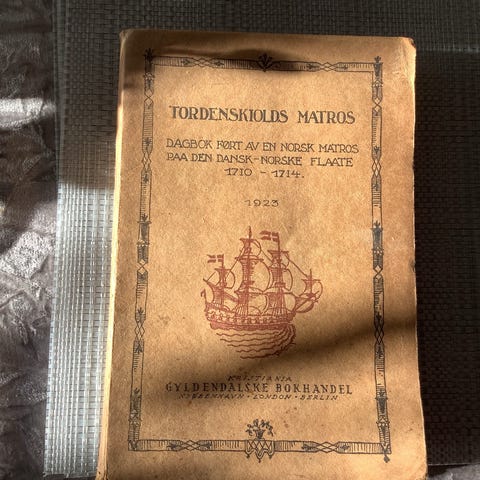 TORDENSKIOLDS MATROS
DAGBOK FØRT AV EN NORSK MATROS
PAA DEN DANSK-NORSKE FLAATE
1710 - 1714.
1923
KRISTIANIA
GYLDENDALSKE BOKHANDEL
KJØBENHAVN · LONDON · BERLIN